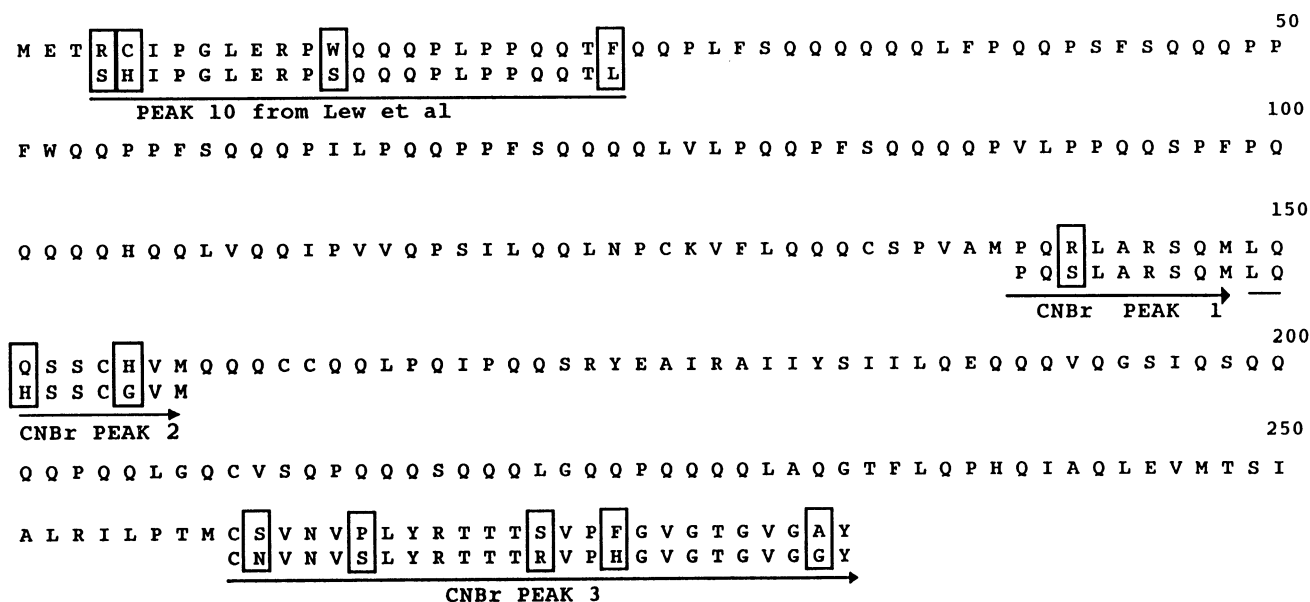 50
M E T R C I P G L E R P W Q Q Q P L P P Q Q T F Q Q P L F S Q Q Q Q Q Q L F P Q Q P S F S Q Q Q P P
S H I P G L E R P S Q Q Q P L P P Q Q T L
PEAK 10 from Lew et al
100
F W Q Q P P F S Q Q Q P I L P Q Q P P F S Q Q Q Q L V L P Q Q P F S Q Q Q Q P V L P P Q Q S P F P Q
150
Q Q Q Q H Q Q L V Q Q I P V V Q P S I L Q Q L N P C K V F L Q Q Q C S P V A M P Q R L A R S Q M L Q
P Q S L A R S Q M L Q
CNBr PEAK 1
200
Q S S C H V M Q Q Q C C Q Q L P Q I P Q Q S R Y E A I R A I I Y S I I L Q E Q Q Q V Q G S I Q S Q Q
H S S C G V M
CNBr PEAK 2
250
Q Q P Q Q L G Q C V S Q P Q Q Q S Q Q Q L G Q Q P Q Q Q Q L A Q G T F L Q P H Q I A Q L E V M T S I
A L R I L P T M C S V N V P L Y R T T T S V P F G V G T G V G A Y
C N V N V S L Y R T T T R V P H G V G T G V G G Y
CNBr PEAK 3